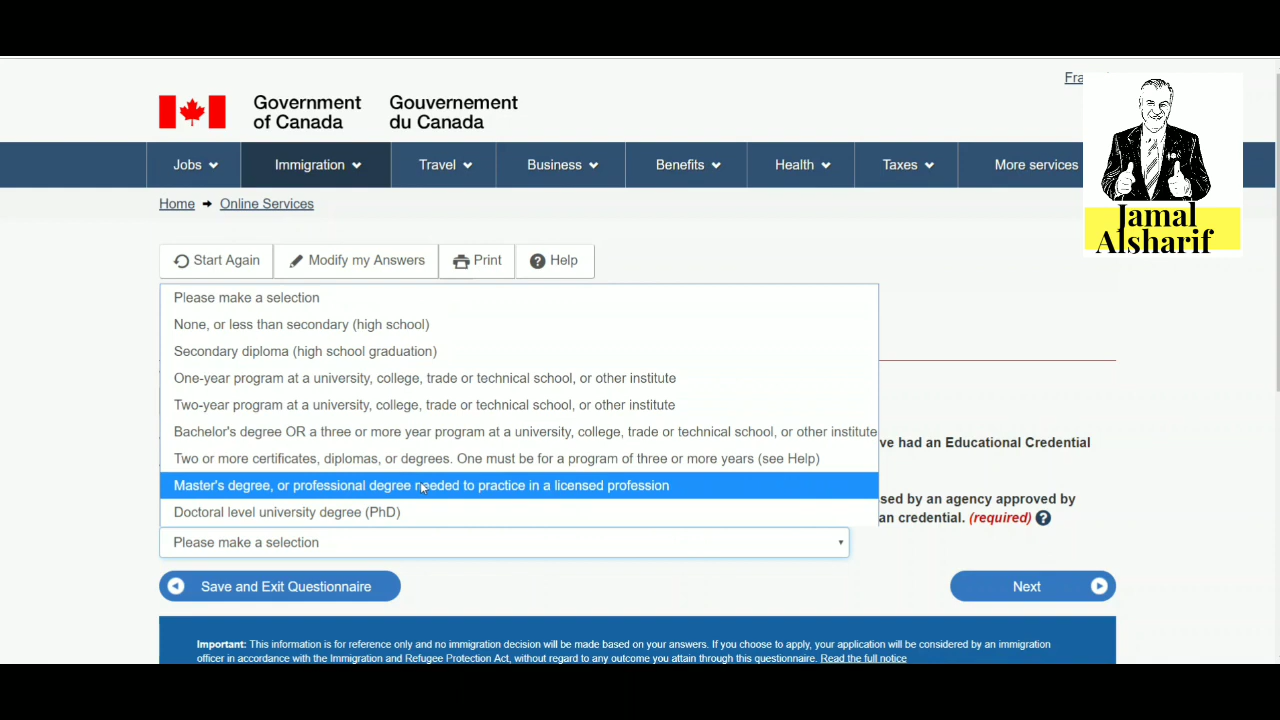 Fra
Government
of Canada
Gouvernement
du Canada
Jobs
Immigration
Travel
Business
Benefits
Health
Taxes
More services
Jamal
Alsharif
Home
Online Services
Start Again
Modify my Answers
Print
Help
Please make a selection
None, or less than secondary (high school)
Secondary diploma (high school graduation)
One-year program at a university, college, trade or technical school, or other institute
Two-year program at a university, college, trade or technical school, or other institute
Bachelor's degree OR a three or more year program at a university, college, trade or technical school, or other institute
ve had an Educational Credential
Two or more certificates, diplomas, or degrees. One must be for a program of three or more years (see Help)
Master's degree, or professional degree needed to practice in a licensed profession
sed by an agency approved by
Doctoral level university degree (PhD)
an credential. (required)
Please make a selection
Save and Exit Questionnaire
Next
Important: This information is for reference only and no immigration decision will be made based on your answers. If you choose to apply, your application will be considered by an immigration
officer in accordance with the Immigration and Refugee Protection Act, without regard to any outcome you attain through this questionnaire. Read the full notice